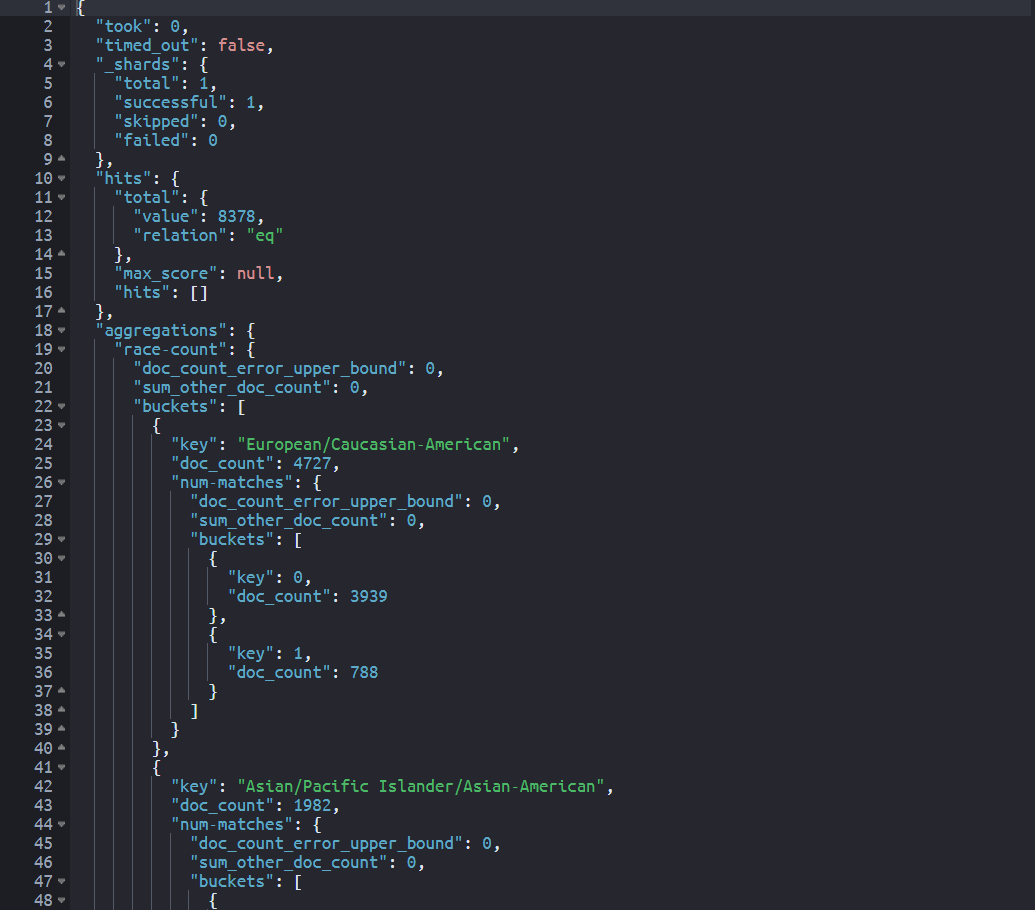 1 {
2 "took": 0,
3 "timed_out": false,
4 "_shards": {
5 "total": 1,
6 "successful": 1,
7 "skipped": 0,
8 "failed": 0
9 },
10 "hits": {
11 "total": {
12 "value": 8378,
13 "relation": "eq"
14 },
15 "max_score": null,
16 "hits": []
17 },
18 "aggregations": {
19 "race-count": {
20 "doc_count_error_upper_bound": 0,
21 "sum_other_doc_count": 0,
22 "buckets": [
23 {
24 "key": "European/Caucasian-American",
25 "doc_count": 4727,
26 "num-matches": {
27 "doc_count_error_upper_bound": 0,
28 "sum_other_doc_count": 0,
29 "buckets": [
30 {
31 "key": 0,
32 "doc_count": 3939
33 },
34 {
35 "key": 1,
36 "doc_count": 788
37 }
38 ]
39 }
40 },
41 {
42 "key": "Asian/Pacific Islander/Asian-American",
43 "doc_count": 1982,
44 "num-matches": {
45 "doc_count_error_upper_bound": 0,
46 "sum_other_doc_count": 0,
47 "buckets": [
48 {